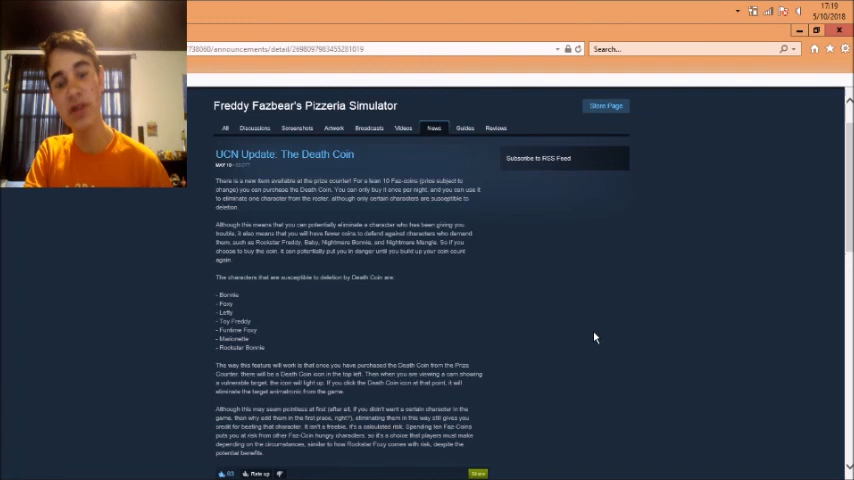 17:19
5/10/2018
738060/announcements/detail/2698097983455281019
Search...
Freddy Fazbear's Pizzeria Simulator
Store Page
All Discussions Screenshots Artwork Broadcasts Videos News Guides Reviews
UCN Update: The Death Coin
MAY 10
Subscribe to RSS Feed
There is a new item available at the prize counter! For a lean 10 Faz-coins (price subject to
change) you can purchase the Death Coin. You can only buy it once per night, and you can use it
to eliminate one character from the roster, although only certain characters are susceptible to
deletion.
Although this means that you can potentially eliminate a character who has been giving you
trouble, it also means that you will have fewer coins to defend against characters who demand
them, such as Rockstar Freddy, Baby, Nightmare Bonnie, and Nightmare Mangle. So if you
choose to buy the coin, it can potentially put you in danger until you build up your coin count
again.
The characters that are susceptible to deletion by Death Coin are:
- Bonnie
- Foxy
- Lefty
- Toy Freddy
- Funtime Foxy
- Marionette
- Rockstar Bonnie
The way this feature will work is that once you have purchased the Death Coin from the Prize
Counter, there will be a Death Coin icon in the top left. Then when you are viewing a cam showing
a vulnerable target, the icon will light up. If you click the Death Coin icon at that point, it will
eliminate the target animatronic from the game.
Although this may seem pointless at first (after all, if you didn't want a certain character in the
game, then why add them in the first place, right?), eliminating them in this way still gives you
credit for beating that character. It isn't a freebie, it's a calculated risk. Spending ten Faz-Coins
puts you at risk from other Faz-Coin hungry characters, so it's a choice that players must make
depending on the circumstances, similar to how Rockstar Foxy comes with risk, despite the
potential benefits.
Rate up
Share